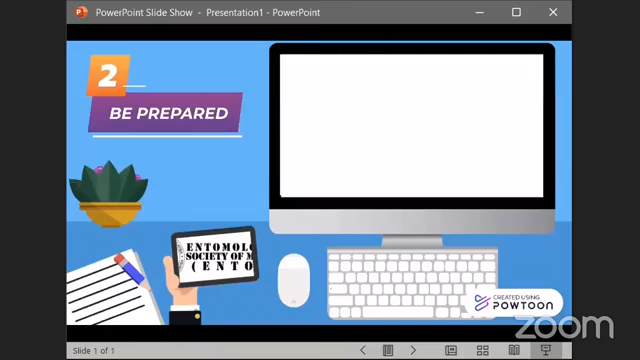 PowerPoint Slide Show - Presentation1 - PowerPoint
2
BE PREPARED
ENTOMOLO
SOCIETY OF M
( E N T O
CREATED USING
POWTOON
zoom
Slide 1 of 1